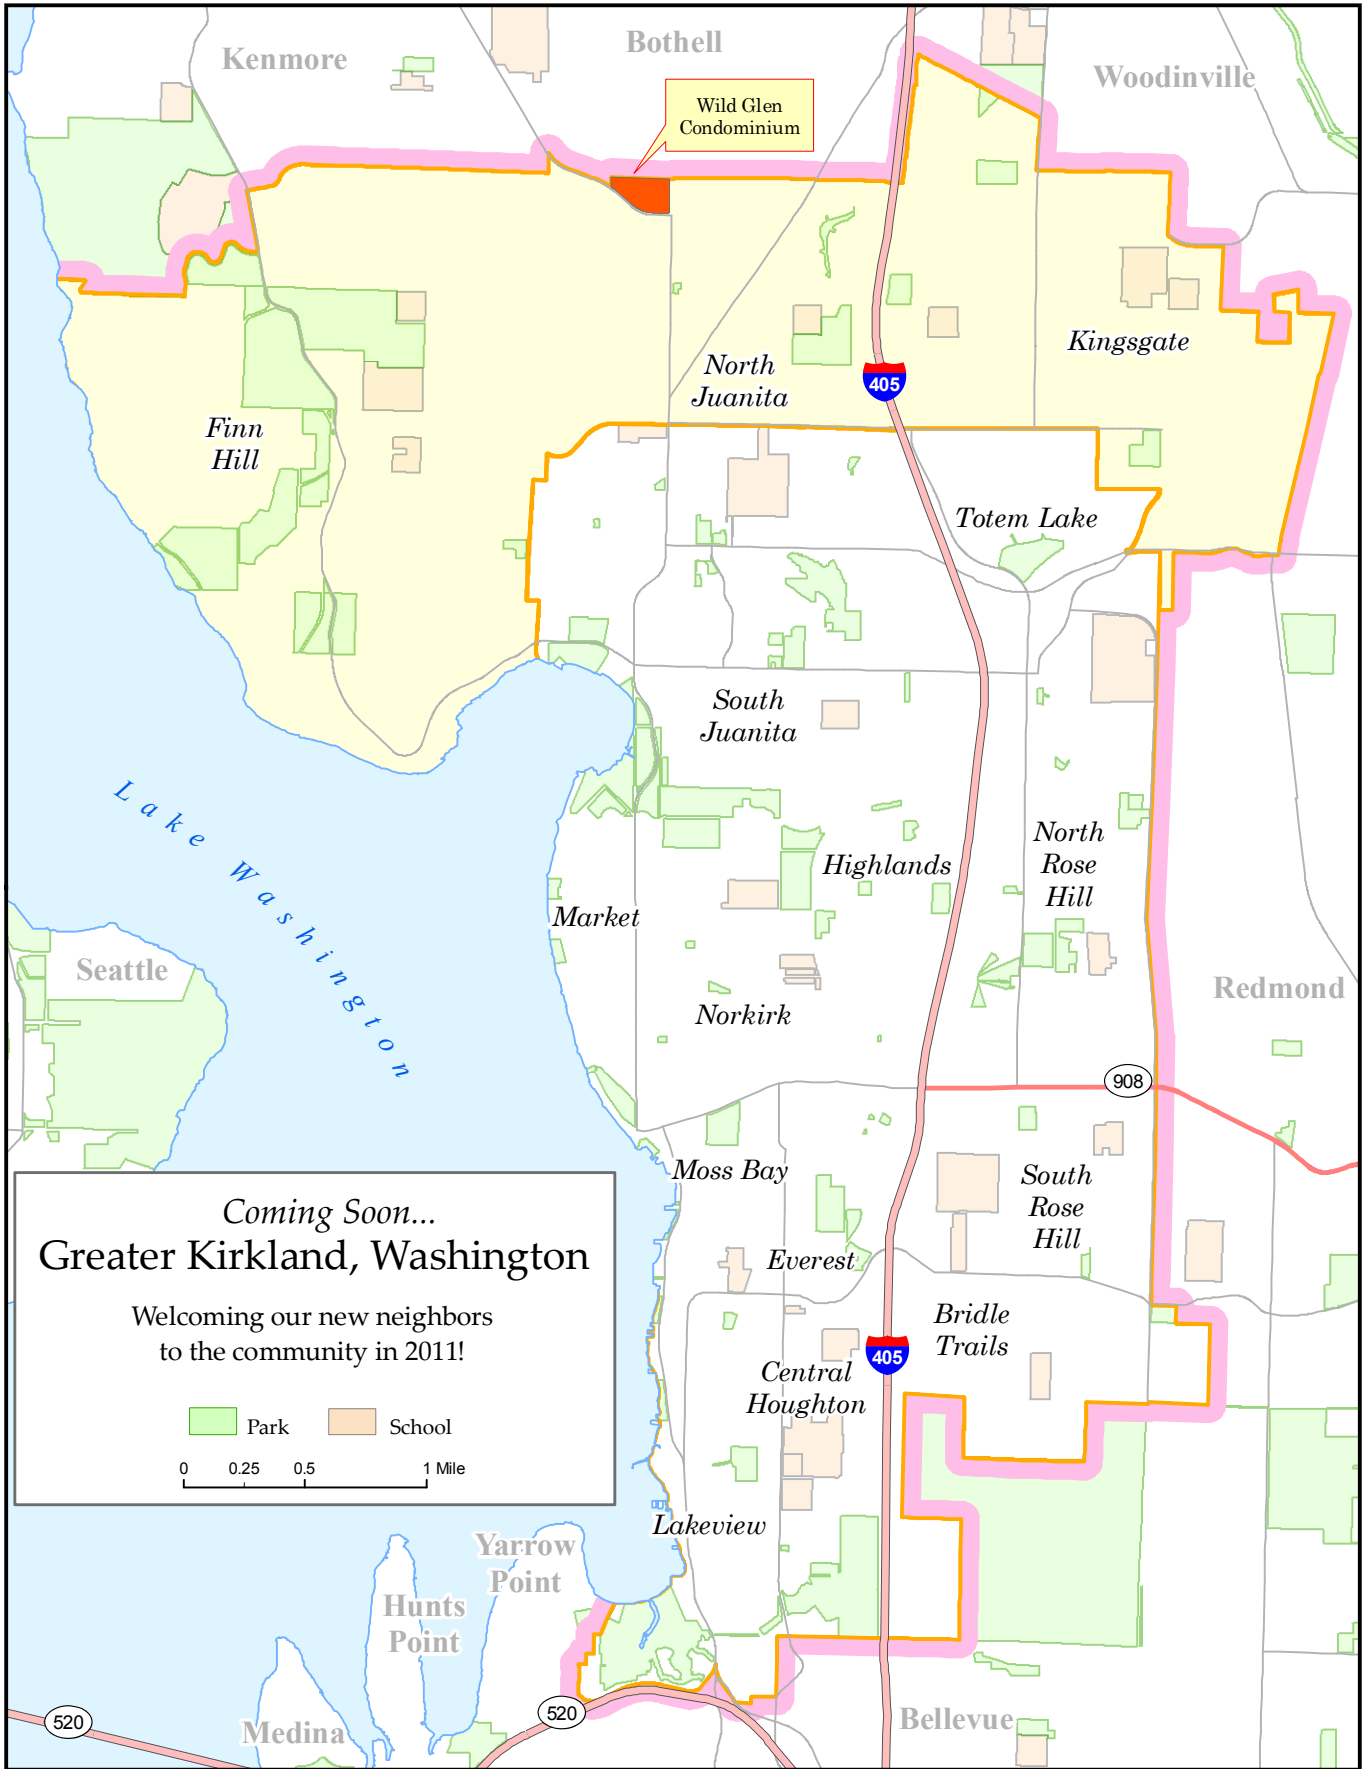 Kenmore
Bothell
Woodinville
Wild Glen
Condominium
Kingsgate
North
Juanita
405
Finn
Hill
Totem Lake
South
Juanita
Lake Washington
North
Rose
Hill
Highlands
Market
Seattle
Redmond
Norkirk
908
Moss Bay
South
Rose
Hill
Everest
Bridle
Trails
405
Central
Houghton
Coming Soon...
Greater Kirkland, Washington
Welcoming our new neighbors
to the community in 2011!
Park
School
0 0.25 0.5 1 Mile
Lakeview
Yarrow
Point
Hunts
Point
520
520
Medina
Bellevue